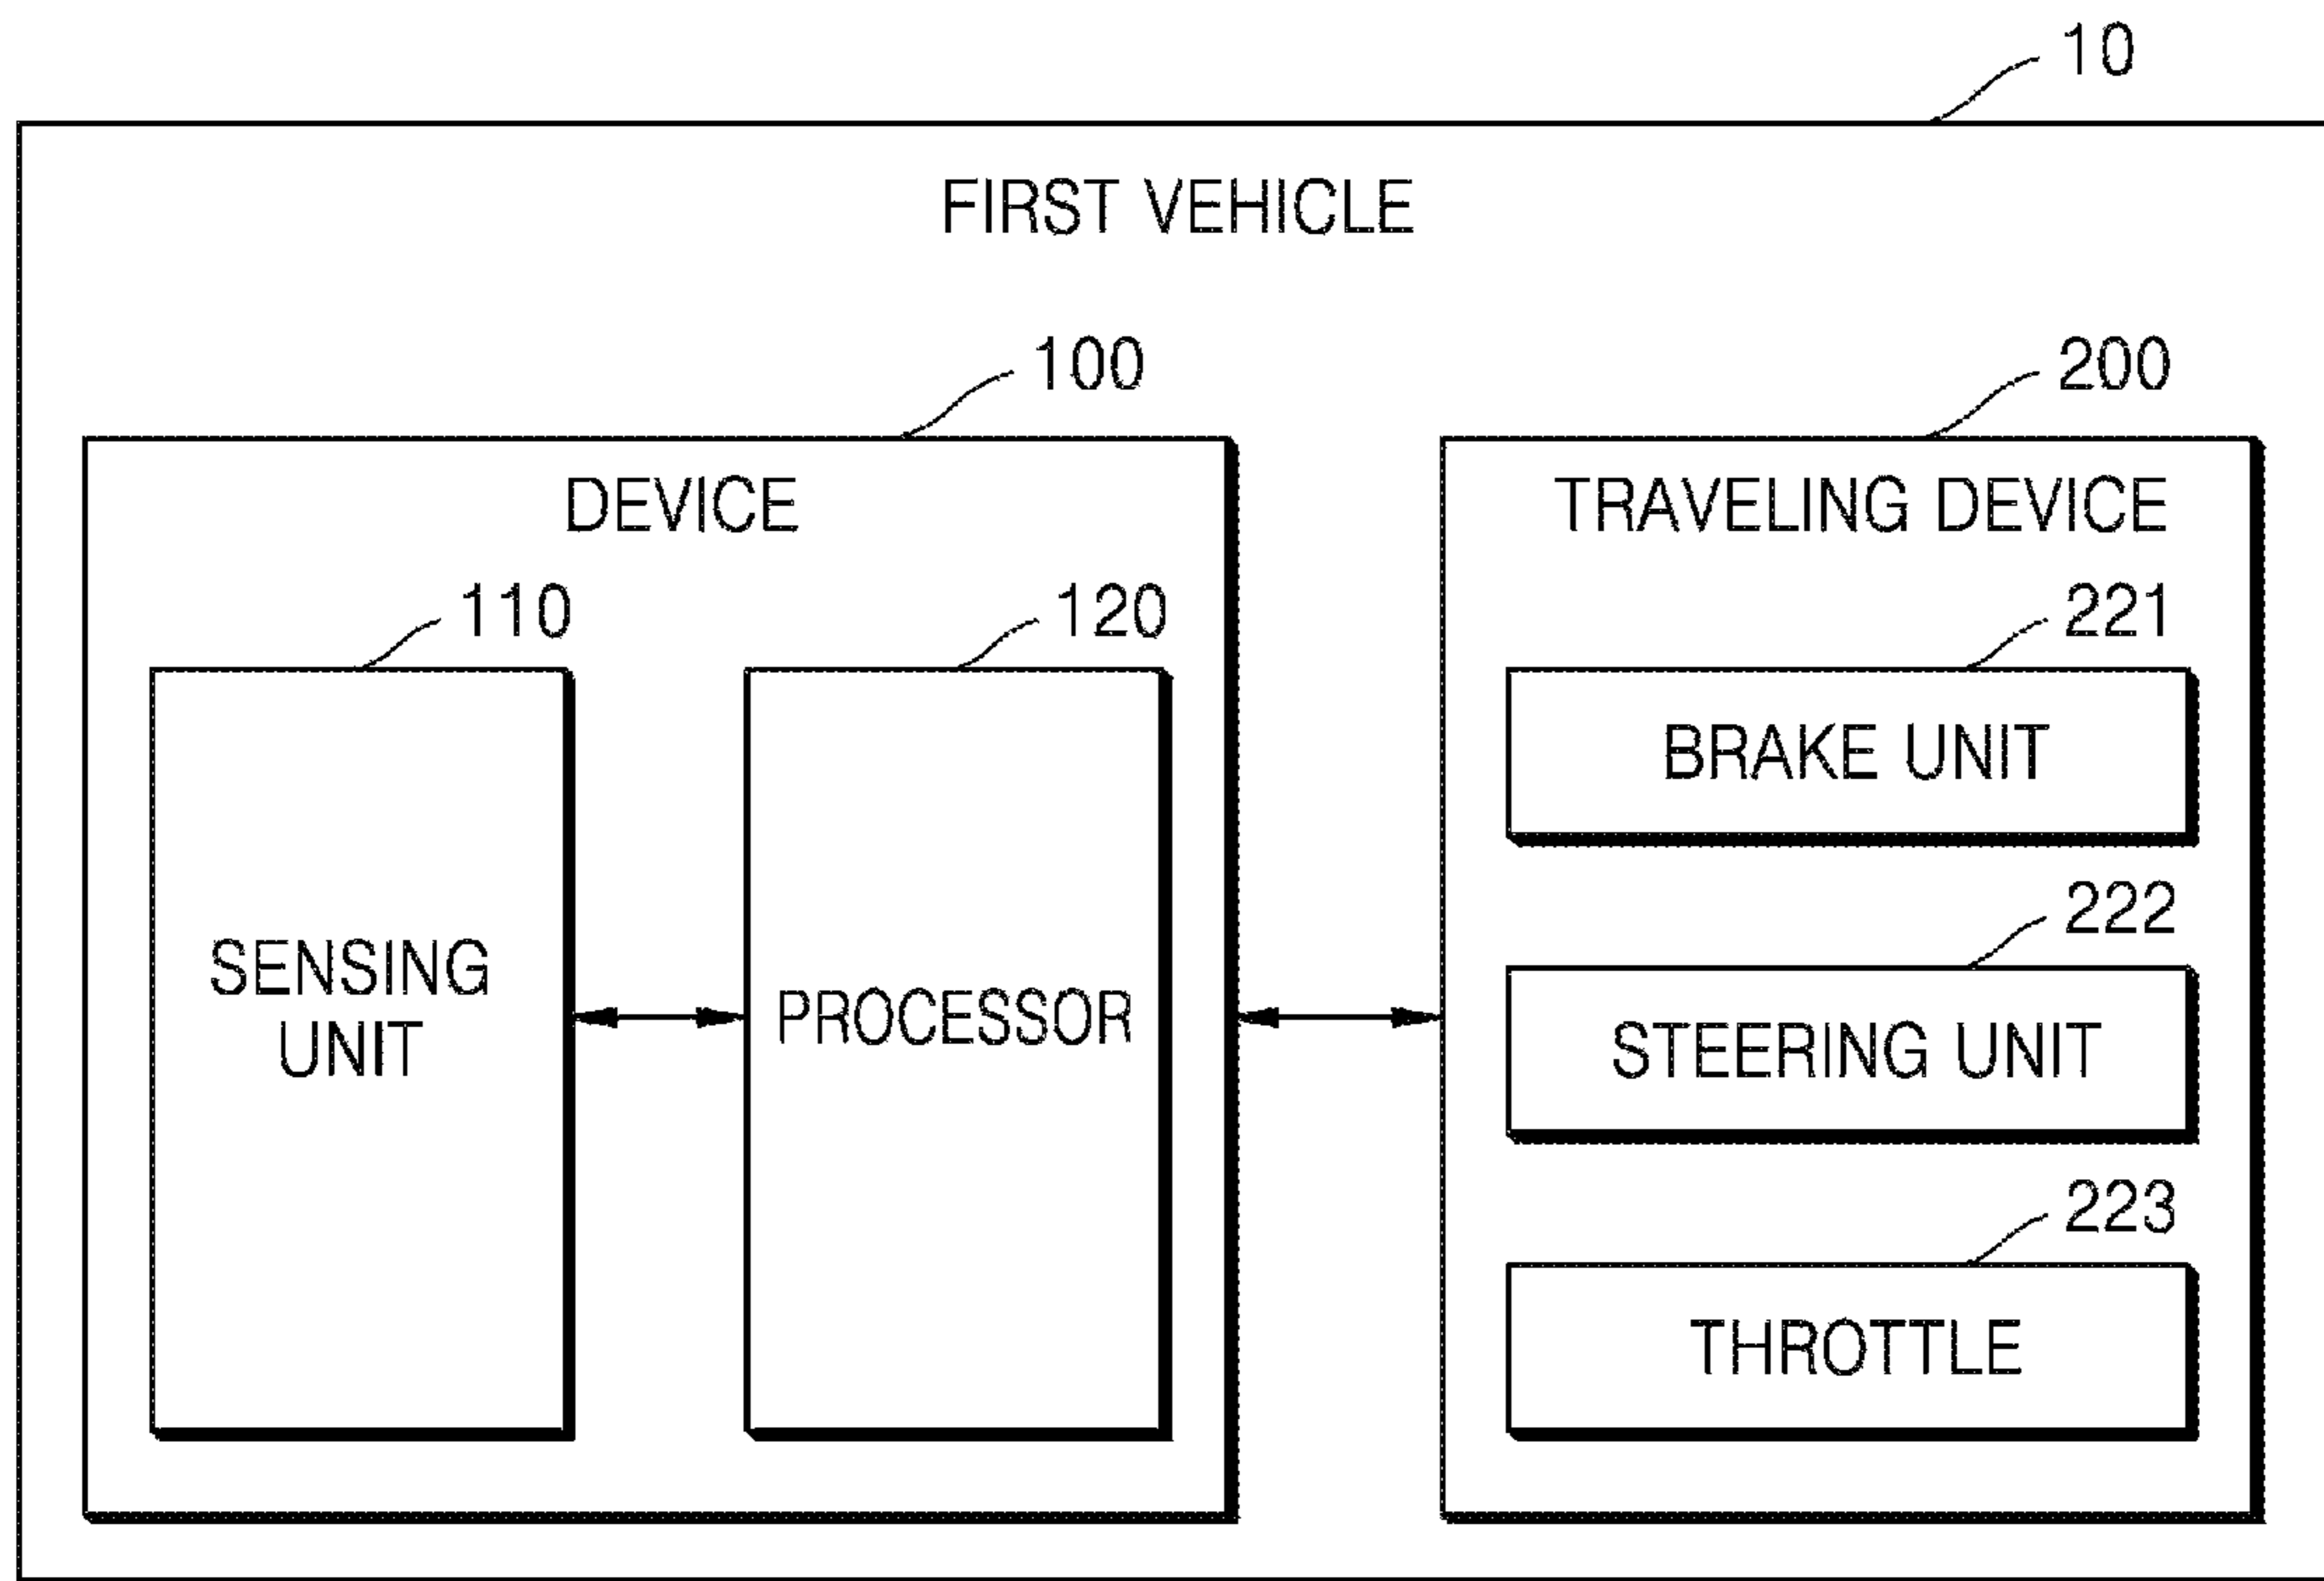 10
FIRST VEHICLE
100
200
DEVICE
TRAVELING DEVICE
110
120
221
BRAKE UNIT
222
SENSING
UNIT
PROCESSOR
STEERING UNIT
223
THROTTLE